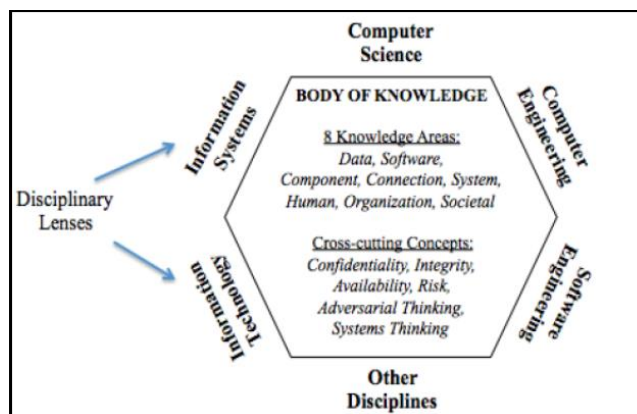 Computer
Science
Information
Systems
Computer
Engineering
BODY OF KNOWLEDGE
8 Knowledge Areas:
Data, Software,
Component, Connection, System,
Human, Organization, Societal
Disciplinary
Lenses
Cross-cutting Concepts:
Confidentiality, Integrity,
Availability, Risk,
Adversarial Thinking,
Systems Thinking
Information
Technology
Software
Engineering
Other
Disciplines